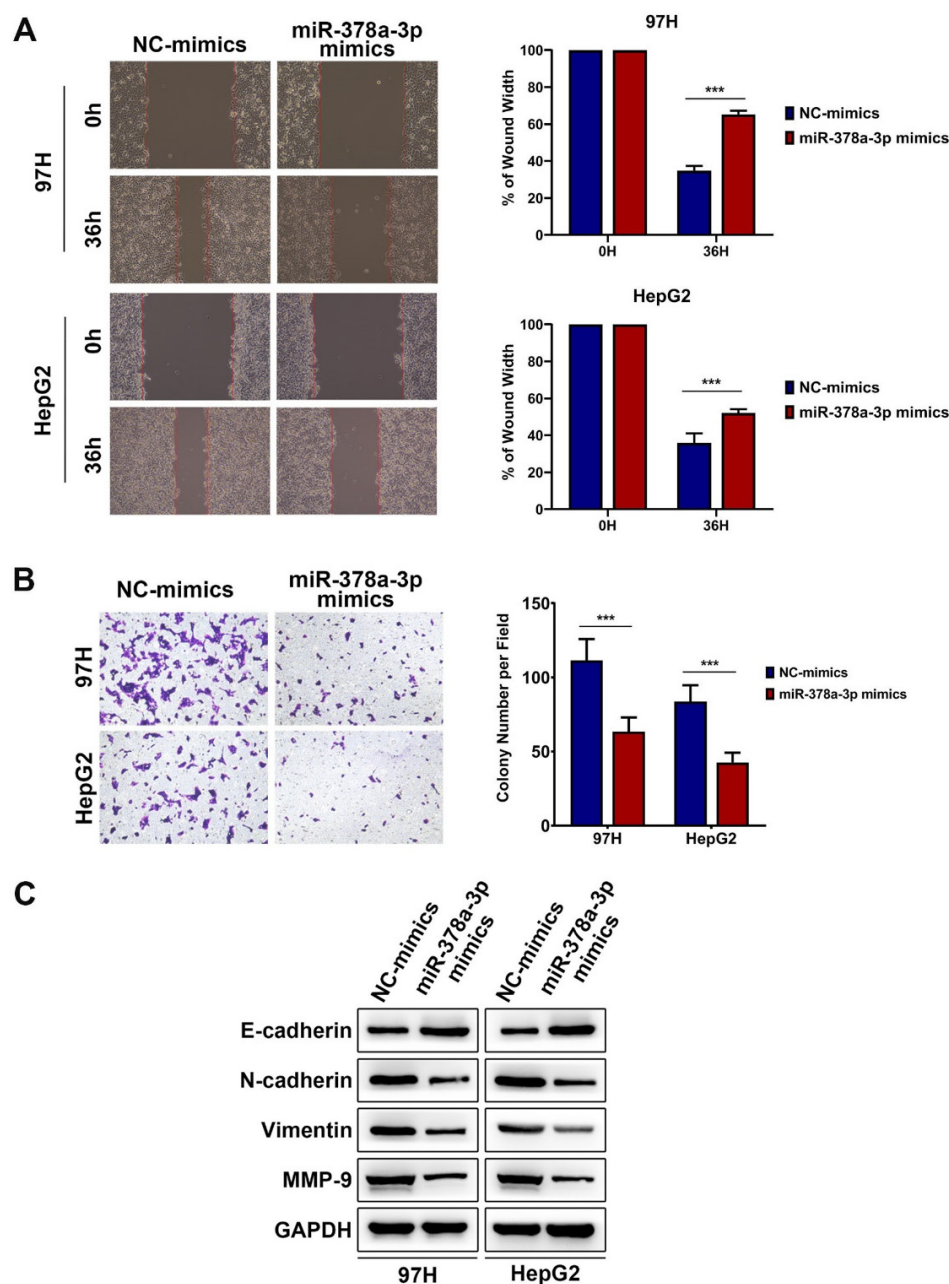 A
NC-mimics
miR-378a-3p
mimics
97H
0h
36h
HepG2
0h
36h
97H
% of Wound Width
100
80
60
40
20
0
***
0H
36H
NC-mimics
miR-378a-3p mimics
HepG2
% of Wound Width
100
80
60
40
20
0
***
0H
36H
NC-mimics
miR-378a-3p mimics
B
NC-mimics
miR-378a-3p
mimics
97H
HepG2
Colony Number per Field
150
100
50
0
***
***
97H
HepG2
NC-mimics
miR-378a-3p mimics
C
NC-mimics
miR-378a-3p
mimics
NC-mimics
miR-378a-3p
mimics
E-cadherin
N-cadherin
Vimentin
MMP-9
GAPDH
97H
HepG2